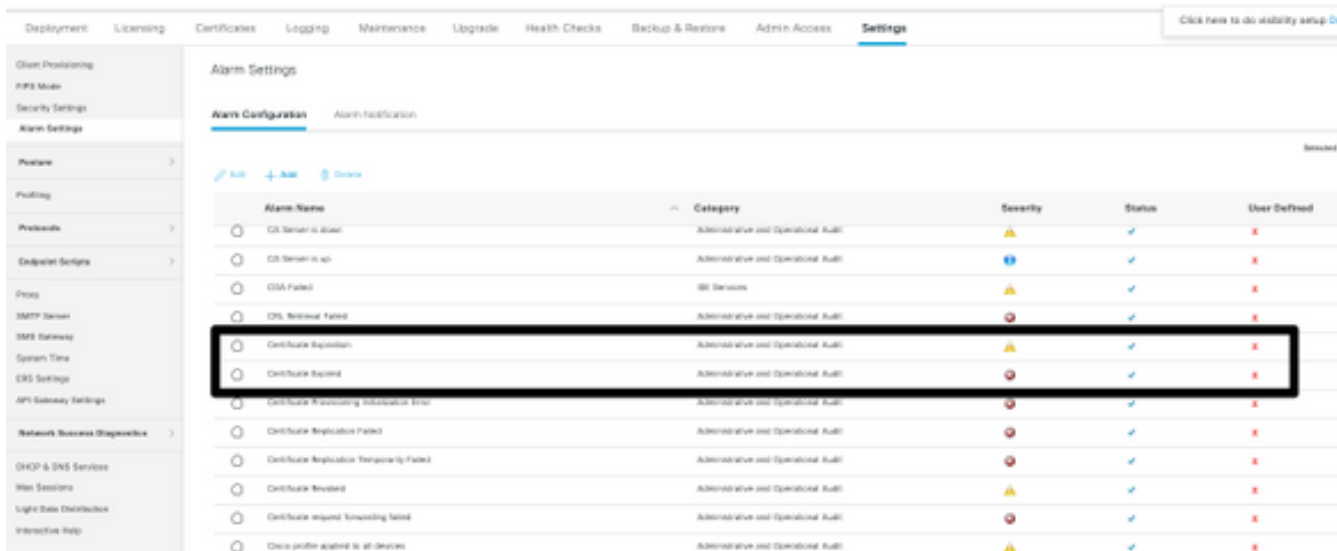 Click here to do visibility setup
Deployment Licensing Certificates Logging Maintenance Upgrade Health Checks Backup & Restore Admin Access Settings
Client Provisioning
FIPS Mode
Security Settings
Alarm Settings
Posture
Profiling
Protocols
Endpoint Scripts
Proxy
SMTP Server
SMS Gateway
System Time
ERS Settings
API Gateway Settings
Network Success Diagnostics
DHCP & DNS Services
Max Sessions
Light Data Distribution
Interactive Help
Alarm Settings
Alarm Configuration Alarm Notification
Selected
Edit Add Delete
Alarm Name Category Severity Status User Defined
CA Server is down Administrative and Operational Audit
CA Server is up Administrative and Operational Audit
COA Failed ISE Services
CRL Retrieval Failed Administrative and Operational Audit
Certificate Expiration Administrative and Operational Audit
Certificate Expired Administrative and Operational Audit
Certificate Provisioning Initialization Error Administrative and Operational Audit
Certificate Replication Failed Administrative and Operational Audit
Certificate Replication Temporarily Failed Administrative and Operational Audit
Certificate Revoked Administrative and Operational Audit
Certificate request forwarding failed Administrative and Operational Audit
Cisco profile applied to all devices Administrative and Operational Audit